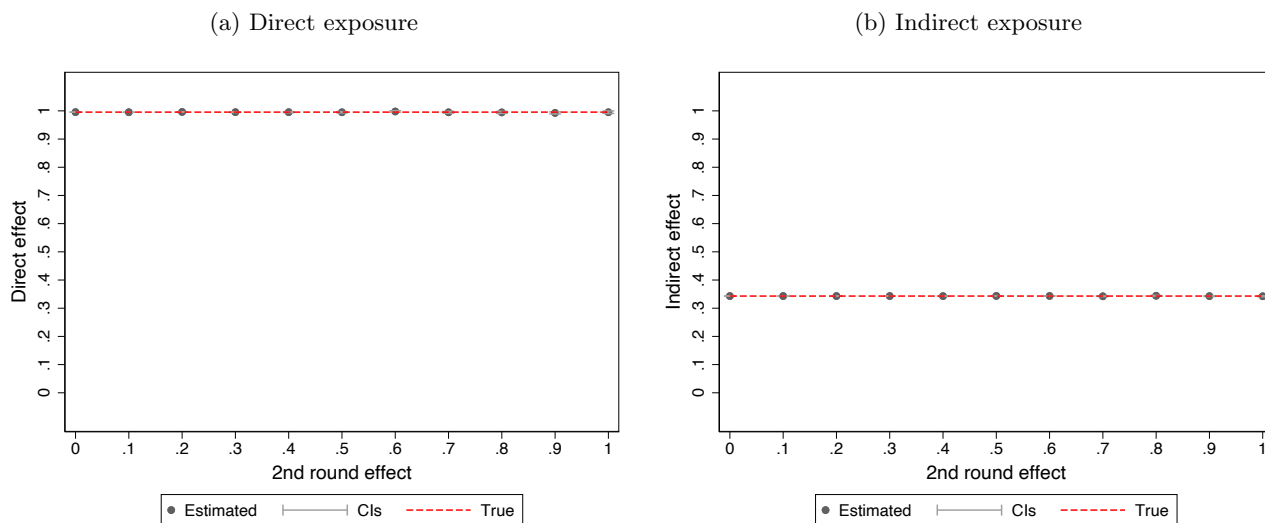 (a) Direct exposure
Direct effect
1
.9
.8
.7
.6
.5
.4
.3
.2
.1
0
0 .1 .2 .3 .4 .5 .6 .7 .8 .9 1
2nd round effect
Estimated CIs True
(b) Indirect exposure
Indirect effect
1
.9
.8
.7
.6
.5
.4
.3
.2
.1
0
0 .1 .2 .3 .4 .5 .6 .7 .8 .9 1
2nd round effect
Estimated CIs True